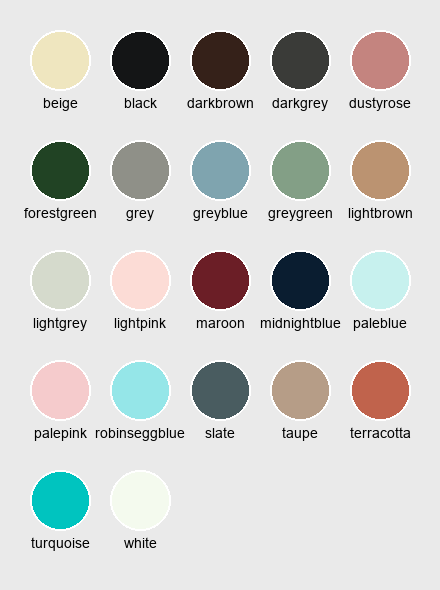 beige black darkbrown darkgrey dustyrose
forestgreen grey greyblue greygreen lightbrown
lightgrey lightpink maroon midnightblue paleblue
palepink robinseggblue slate taupe terracotta
turquoise white